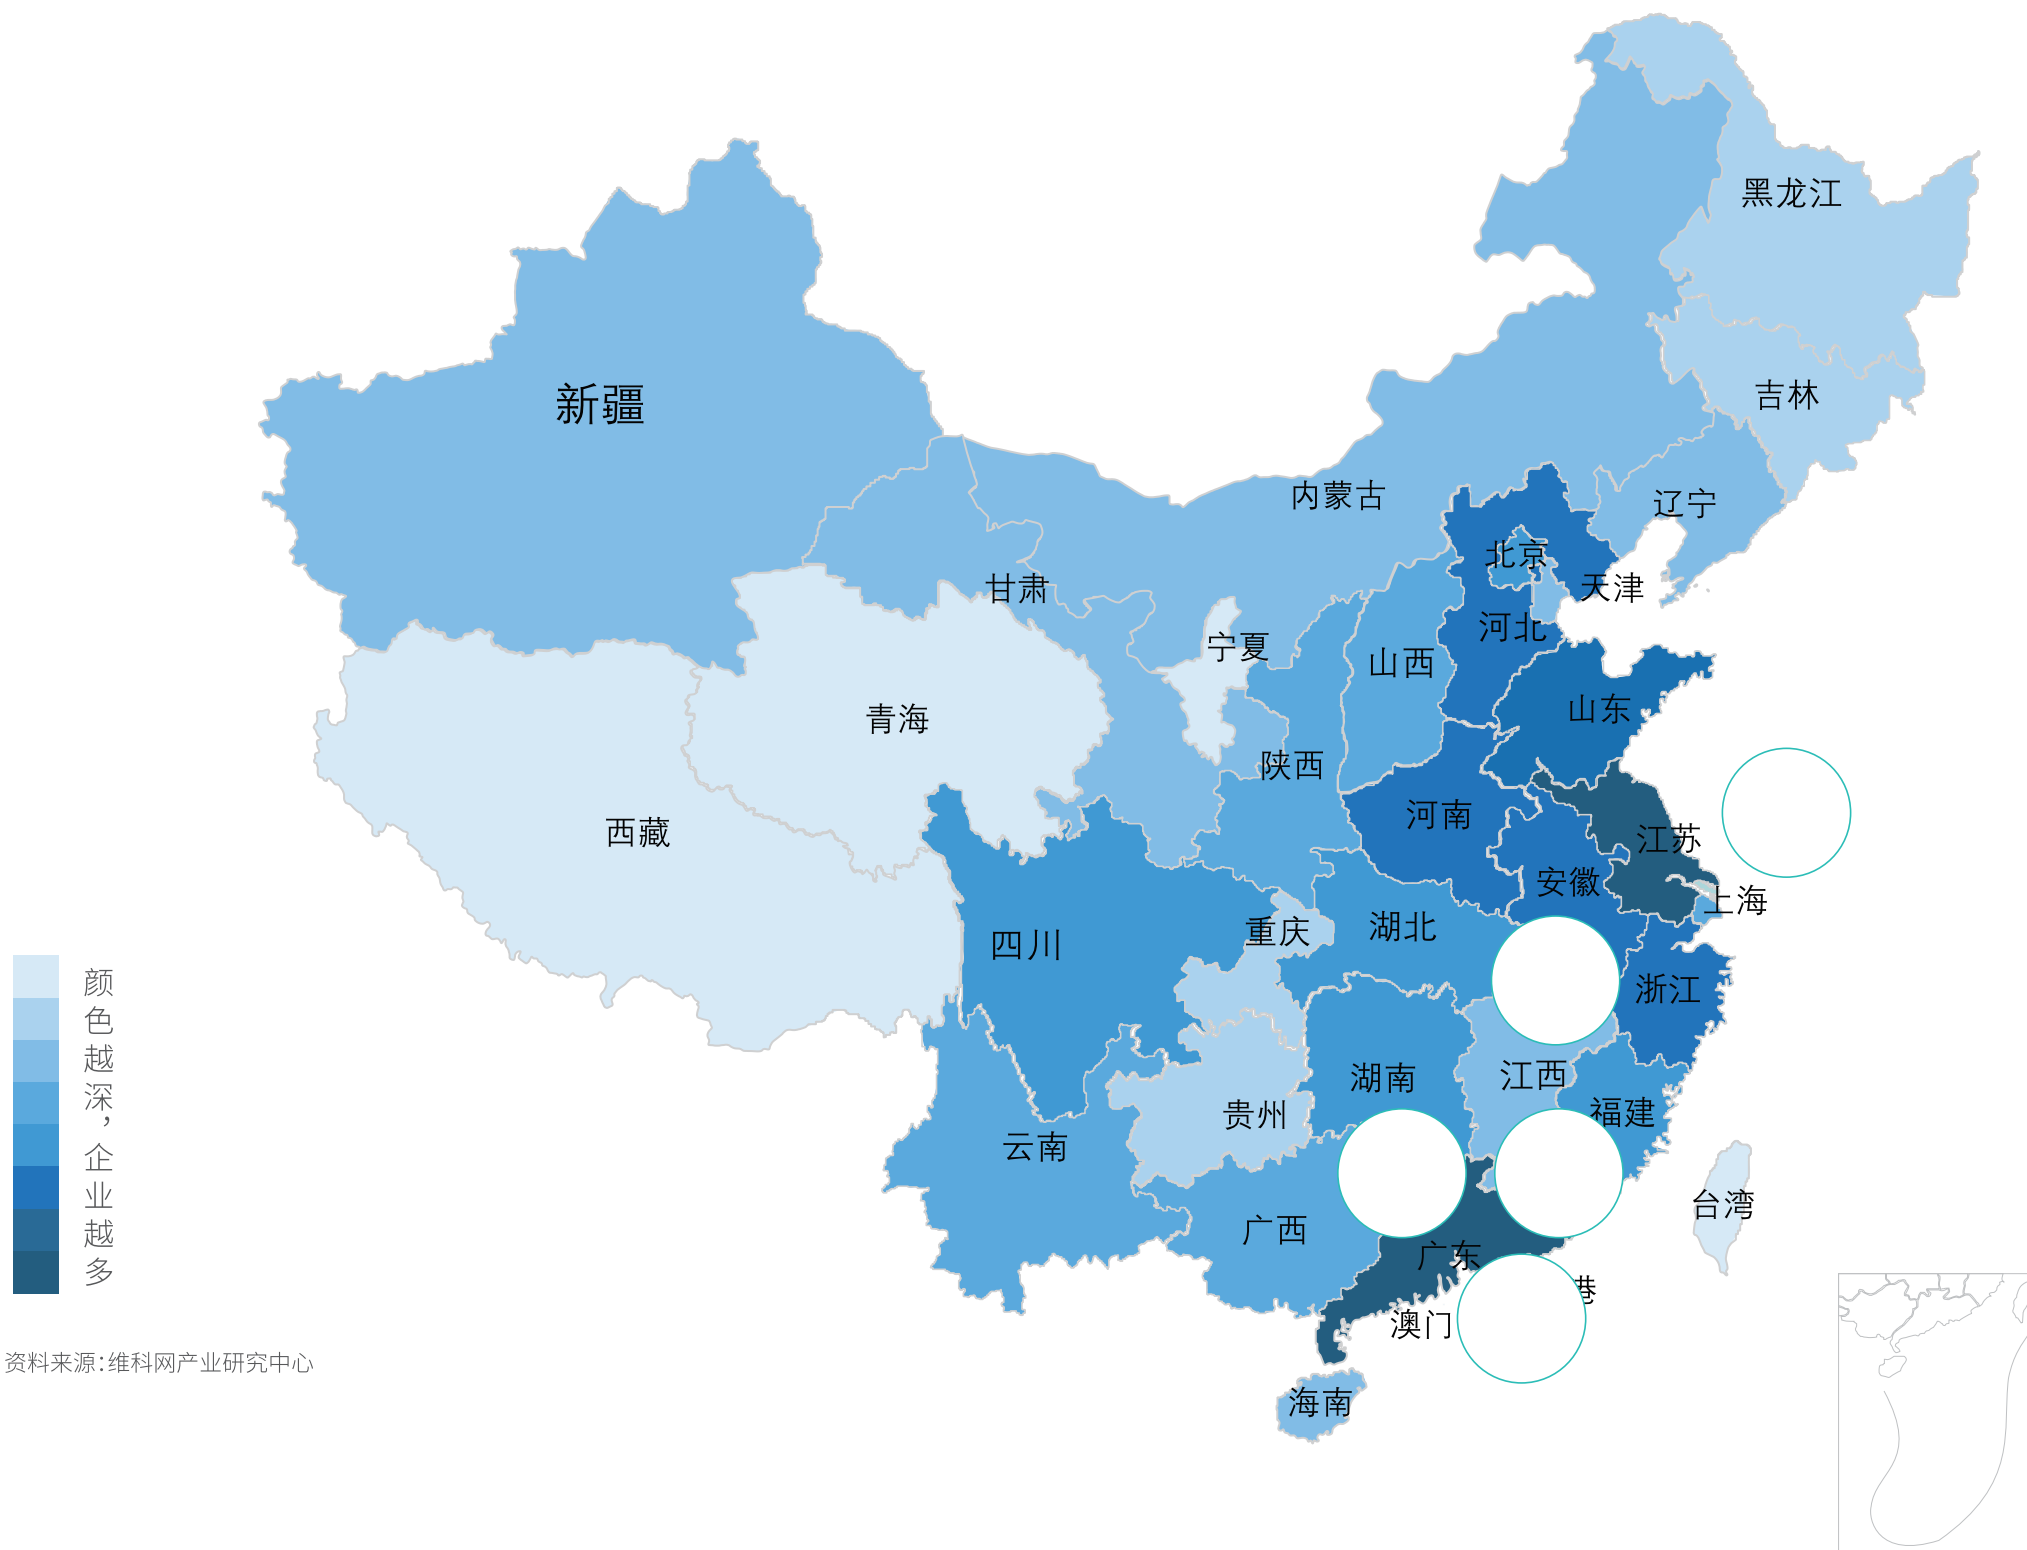 黑龙江
吉林
新疆
内蒙古
辽宁
北京
天津
甘肃
河北
宁夏
山西
山东
青海
陕西
河南
江苏
西藏
安徽
上海
重庆
湖北
四川
浙江
江西
湖南
福建
贵州
云南
台湾
广西
广东
港
澳门
海南
颜色越深，企业越多
资料来源：维科网产业研究中心